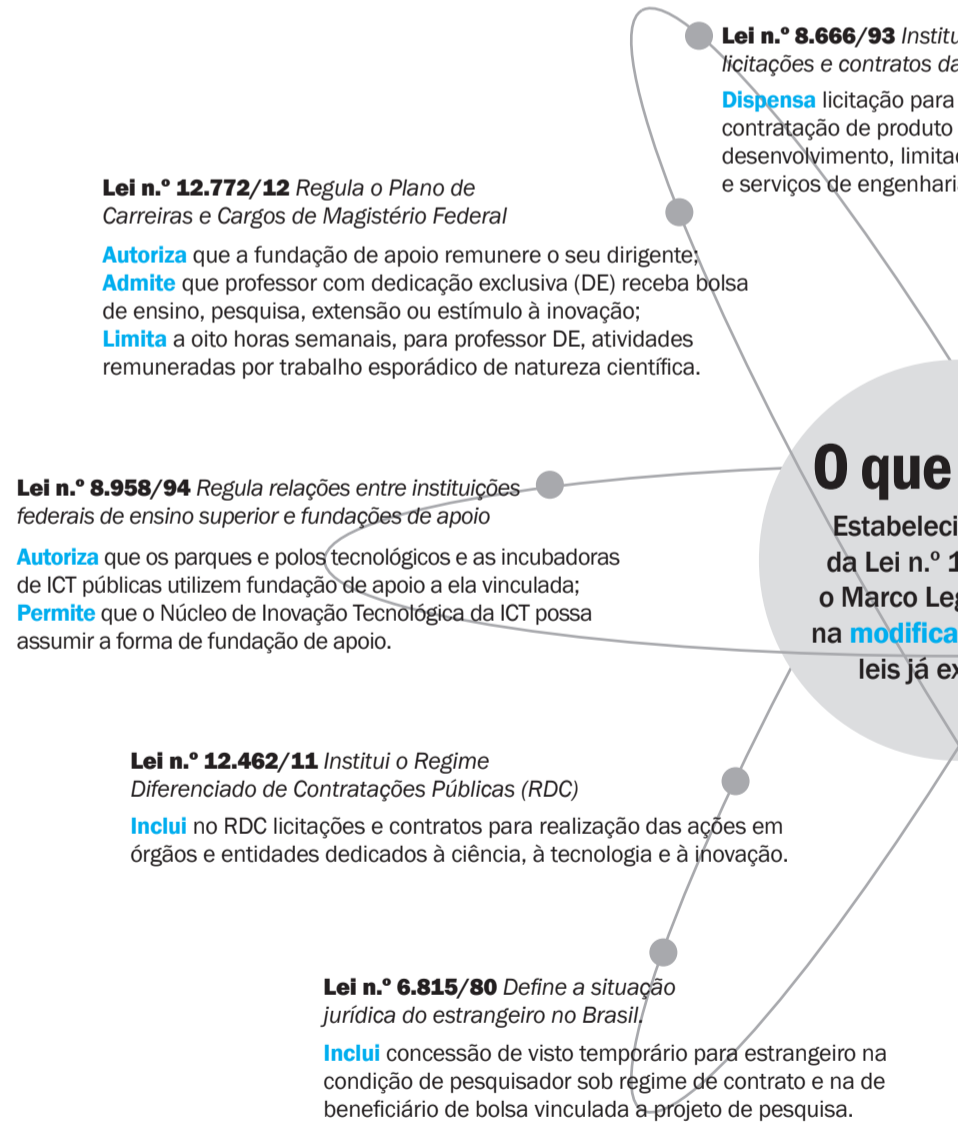 Lei n.º 8.666/93
licitações e contratos
Dispensa licitação para
contratação de produto
desenvolvimento,
e serviços de
Lei n.º 12.772/12 Regula o Plano de
Carreiras e Cargos de Magistério Federal
Autoriza que a fundação de apoio remunere o seu dirigente;
Admite que professor com dedicação exclusiva (DE) receba bolsa
de ensino, pesquisa, extensão ou estímulo à inovação;
Limita a oito horas semanais, para professor DE, atividades
remuneradas por trabalho esporádico de natureza científica.
Lei n.º 8.958/94 Regula relações entre instituições
federais de ensino superior e fundações de apoio
Autoriza que os parques e polos tecnológicos e as incubadoras
de ICT públicas utilizem fundação de apoio a ela vinculada;
Permite que o Núcleo de Inovação Tecnológica da ICT possa
assumir a forma de fundação de apoio.
O que
da Lei n.º
o Marco
na
leis já
Lei n.º 12.462/11 Institui o Regime
Diferenciado de Contratações Públicas (RDC)
Inclui no RDC licitações e contratos para realização das ações em
órgãos e entidades dedicados à ciência, à tecnologia e à inovação.
Lei n.º 6.815/80 Define a situação
jurídica do estrangeiro no Brasil.
Inclui concessão de visto temporário para estrangeiro na
condição de pesquisador sob regime de contrato e na de
beneficiário de bolsa vinculada a projeto de pesquisa.